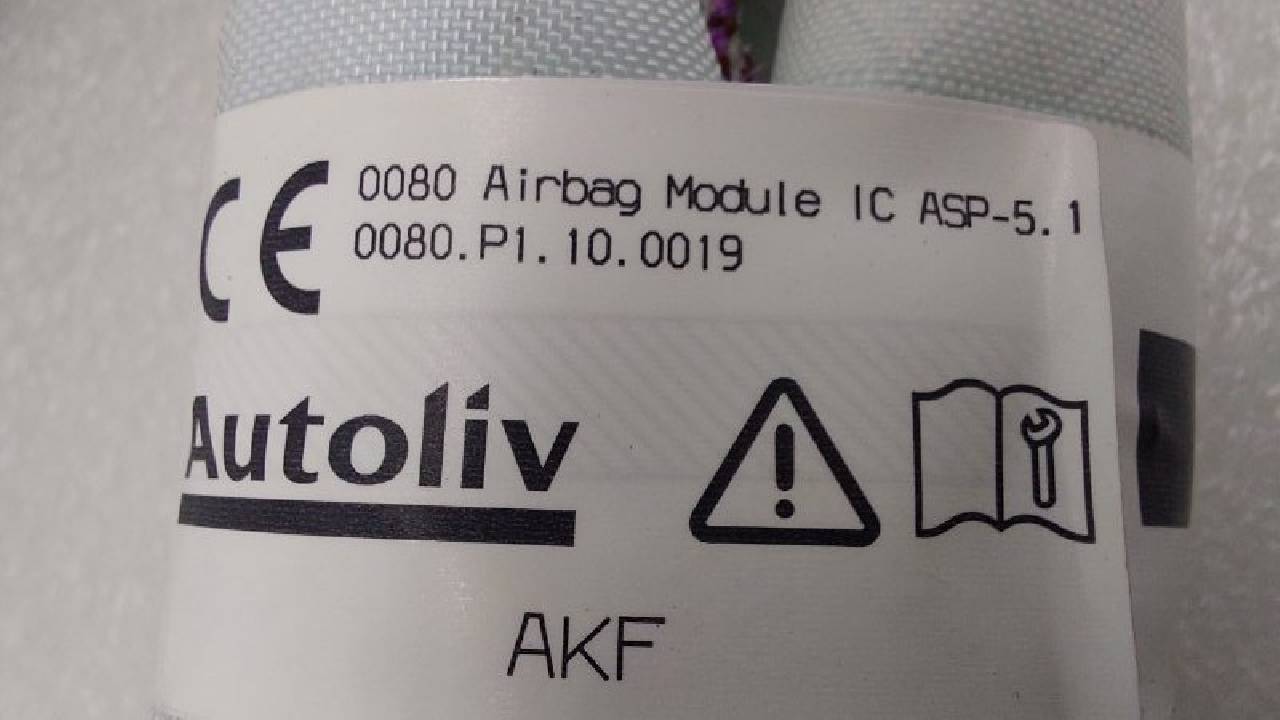 CE 0080 Airbag Module IC ASP-5.1
0080.P1.10.0019
Autoliv
AKF